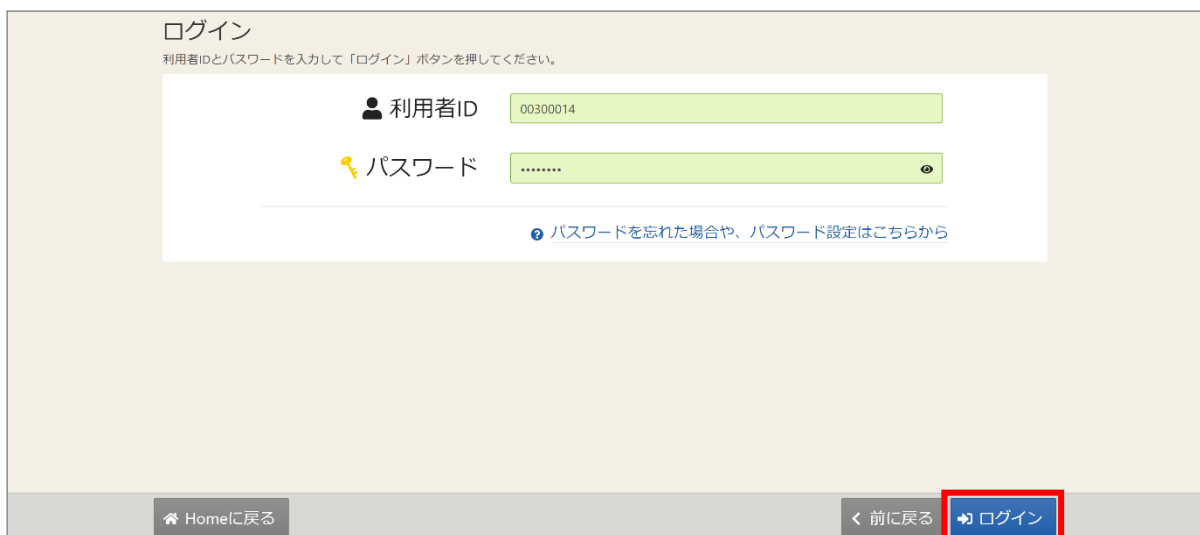 ログイン
利用者IDとパスワードを入力して「ログイン」ボタンを押してください。
利用者ID
00300014
パスワード
••••••••
パスワードを忘れた場合や、パスワード設定はこちらから
Homeに戻る
前に戻る
ログイン